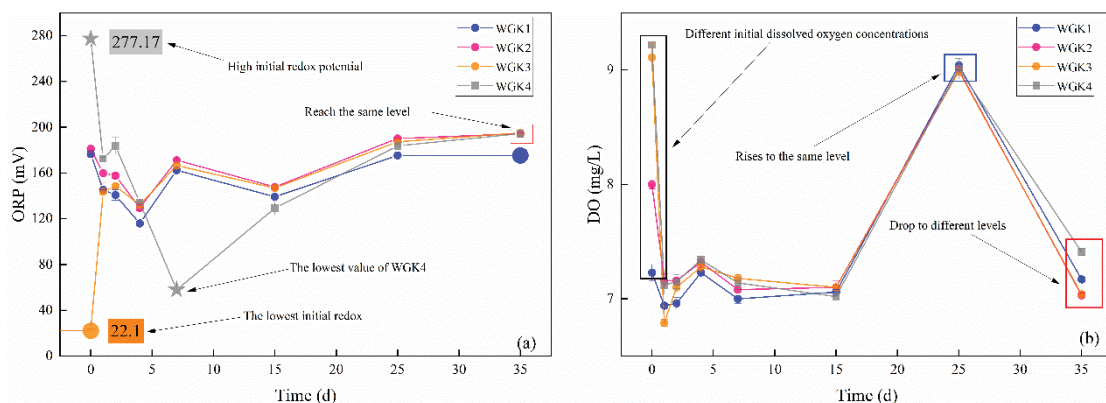 280
240
200
160
120
80
40
0
ORP (mV)
277.17
High initial redox potential
WGK1
WGK2
WGK3
WGK4
Reach the same level
The lowest value of WGK4
22.1
The lowest initial redox
(a)
0
5
10
15
20
25
30
35
Time (d)
9
8
7
DO (mg/L)
Different initial dissolved oxygen concentrations
WGK1
WGK2
WGK3
WGK4
Rises to the same level
Drop to different levels
(b)
0
5
10
15
20
25
30
35
Time (d)